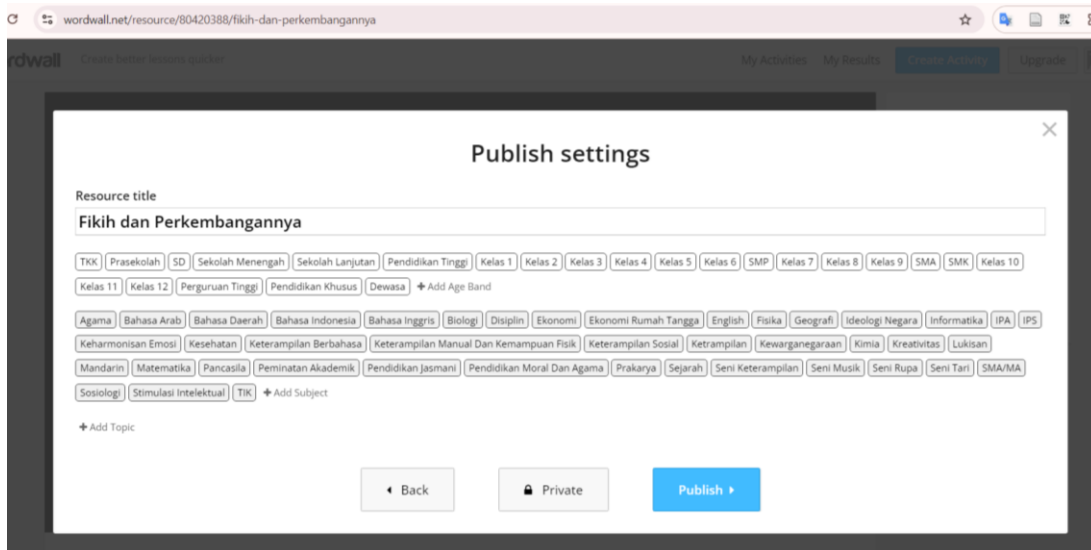 wordwall.net/resource/80420388/fikih-dan-perkembangannya
rdwall Create better lessons quicker My Activities My Results Create Activity Upgrade
Publish settings
Resource title
Fikih dan Perkembangannya
TKK Prasekolah SD Sekolah Menengah Sekolah Lanjutan Pendidikan Tinggi Kelas 1 Kelas 2 Kelas 3 Kelas 4 Kelas 5 Kelas 6 SMP Kelas 7 Kelas 8 Kelas 9 SMA SMK Kelas 10
Kelas 11 Kelas 12 Perguruan Tinggi Pendidikan Khusus Dewasa + Add Age Band
Agama Bahasa Arab Bahasa Daerah Bahasa Indonesia Bahasa Inggris Biologi Disiplin Ekonomi Ekonomi Rumah Tangga English Fisika Geografi Ideologi Negara Informatika IPA IPS
Keharmonisan Emosi Kesehatan Keterampilan Berbahasa Keterampilan Manual Dan Kemampuan Fisik Keterampilan Sosial Ketrampilan Kewarganegaraan Kimia Kreativitas Lukisan
Mandarin Matematika Pancasila Peminatan Akademik Pendidikan Jasmani Pendidikan Moral Dan Agama Prakarya Sejarah Seni Keterampilan Seni Musik Seni Rupa Seni Tari SMA/MA
Sosiologi Stimulasi Intelektual TIK + Add Subject
+ Add Topic
Back Private Publish